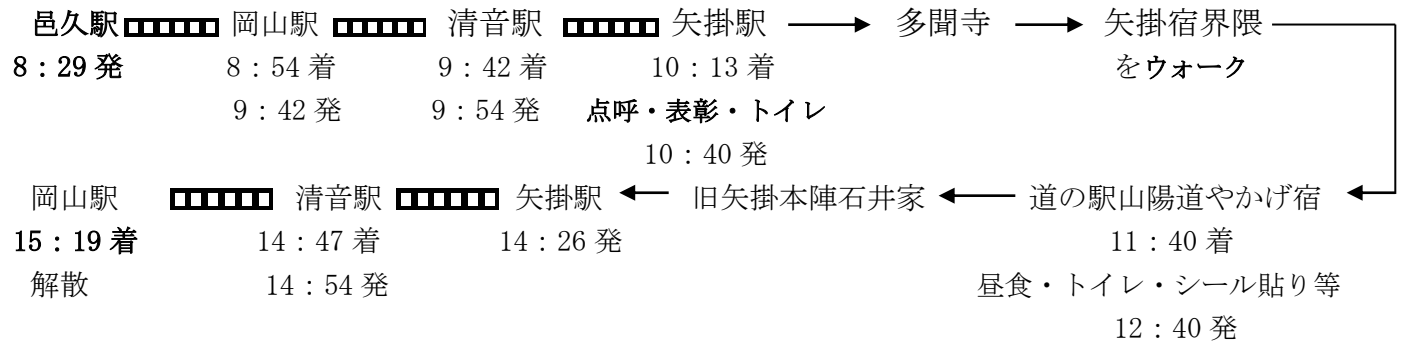 邑久駅 岡山駅 清音駅 矢掛駅 多聞寺 矢掛宿界隈
8：29 発 8：54 着 9：42 着 10：13 着 をウォーク
9：42 発 9：54 発 点呼・表彰・トイレ
10：40 発
岡山駅 清音駅 矢掛駅 旧矢掛本陣石井家 道の駅山陽道やかげ宿
15：19 着 14：47 着 14：26 発 11：40 着
解散 14：54 発 昼食・トイレ・シール貼り等
12：40 発